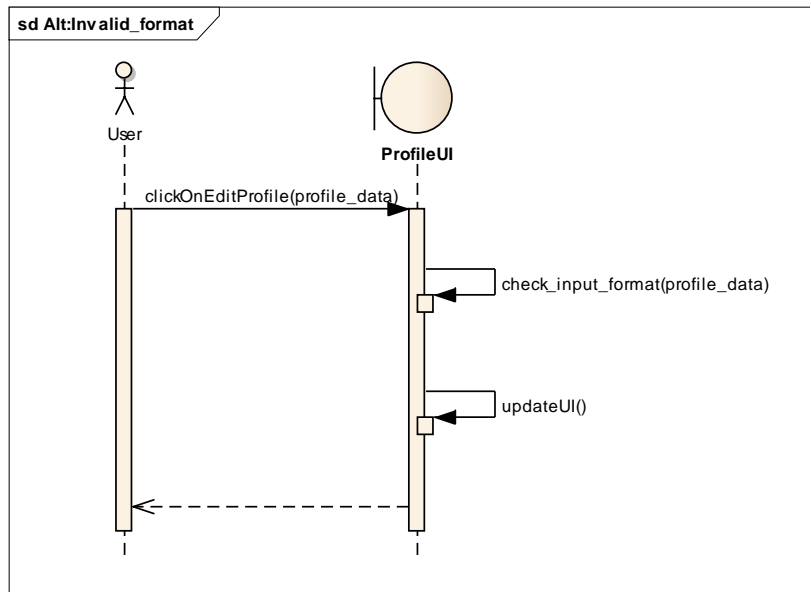 sd Alt:Invalid_format
User
ProfileUI
clickOnEditProfile(profile_data)
check_input_format(profile_data)
updateUI()